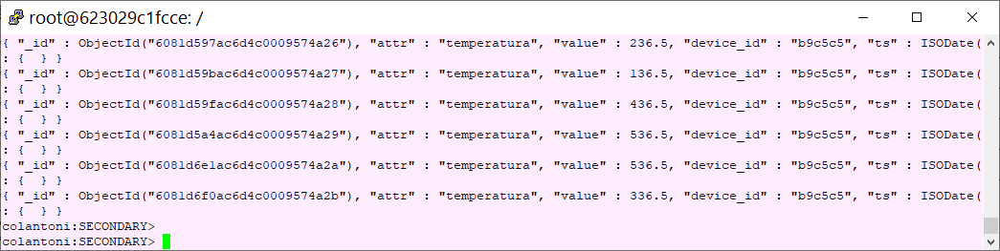 root@623029c1fcce: /
{ "_id" : ObjectId("6081d597ac6d4c0009574a26"), "attr" : "temperatura", "value" : 236.5, "device_id" : "b9c5c5", "ts" : ISODate(
: {  } }
{ "_id" : ObjectId("6081d59bac6d4c0009574a27"), "attr" : "temperatura", "value" : 136.5, "device_id" : "b9c5c5", "ts" : ISODate(
: {  } }
{ "_id" : ObjectId("6081d59fac6d4c0009574a28"), "attr" : "temperatura", "value" : 436.5, "device_id" : "b9c5c5", "ts" : ISODate(
: {  } }
{ "_id" : ObjectId("6081d5a4ac6d4c0009574a29"), "attr" : "temperatura", "value" : 536.5, "device_id" : "b9c5c5", "ts" : ISODate(
: {  } }
{ "_id" : ObjectId("6081d6e1ac6d4c0009574a2a"), "attr" : "temperatura", "value" : 536.5, "device_id" : "b9c5c5", "ts" : ISODate(
: {  } }
{ "_id" : ObjectId("6081d6f0ac6d4c0009574a2b"), "attr" : "temperatura", "value" : 336.5, "device_id" : "b9c5c5", "ts" : ISODate(
: {  } }
colantoni:SECONDARY>
colantoni:SECONDARY>